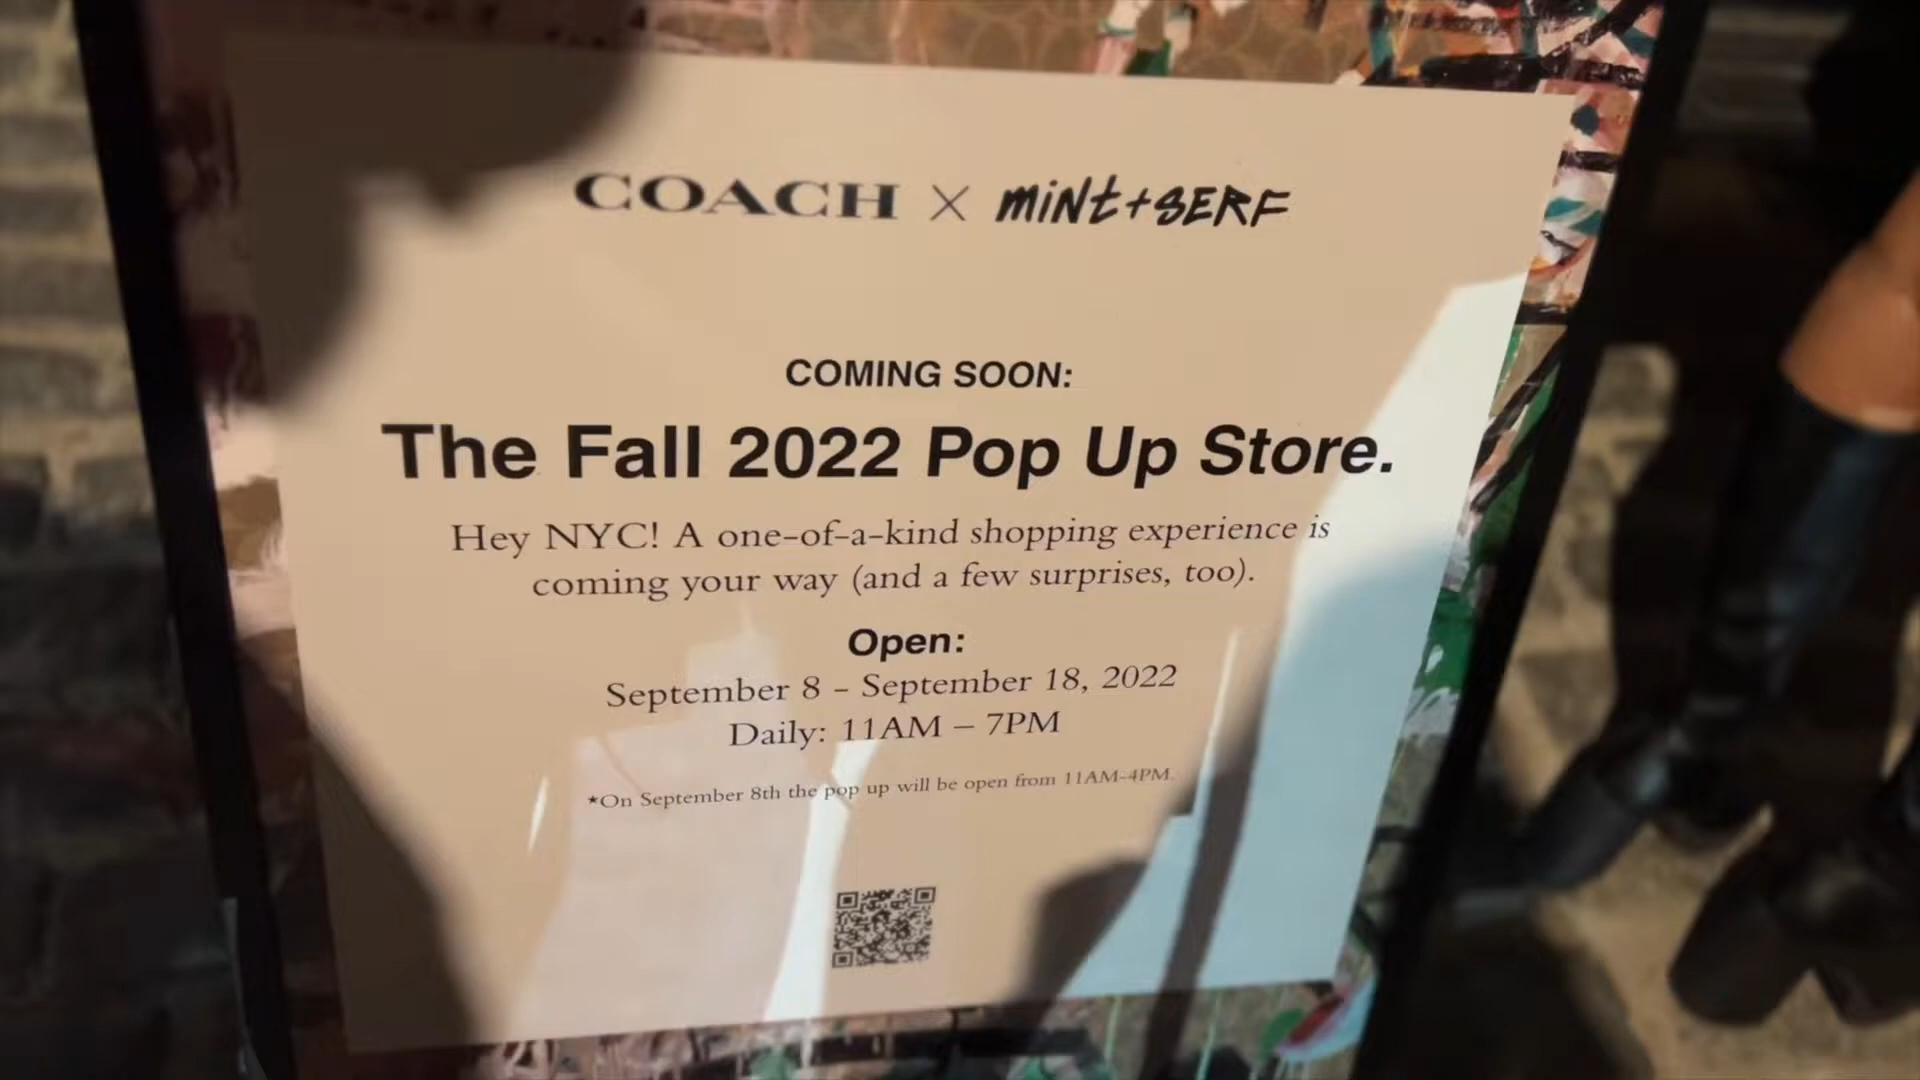 COACH × MINt+SERF
COMING SOON:
The Fall 2022 Pop Up Store.
Hey NYC! A one-of-a-kind shopping experience is
coming your way (and a few surprises, too).
Open:
September 8 – September 18, 2022
Daily: 11AM – 7PM
*On September 8th the pop up will be open from 11AM-4PM.